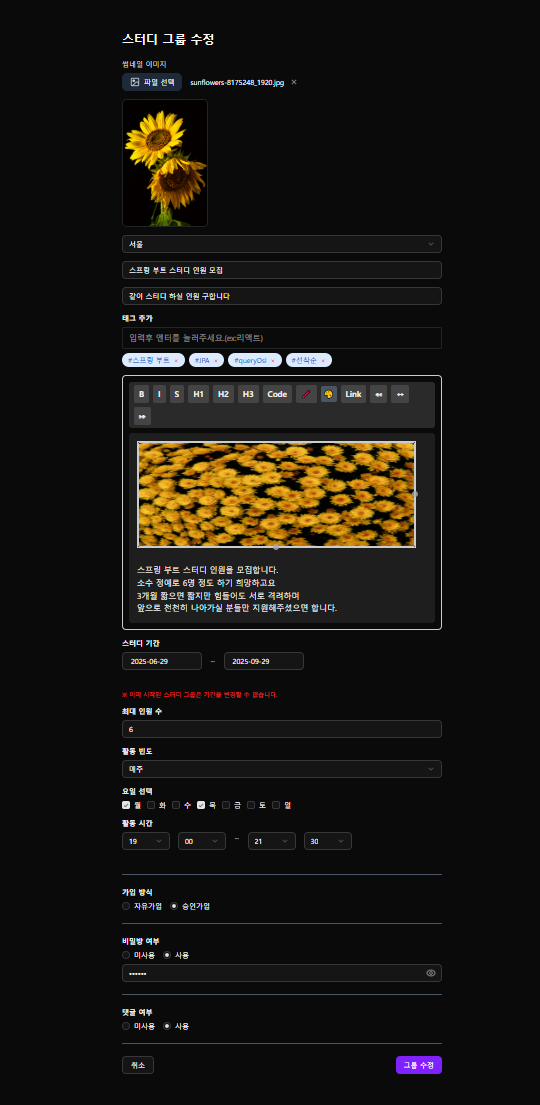 스터디 그룹 수정
썸네일 이미지
파일 선택 sunflowers-8175248_1920.jpg ×
서울
스프링 부트 스터디 인원 모집
같이 스터디 하실 인원 구합니다
태그 추가
입력후 엔터를 눌러주세요.(ex:리액트)
#스프링 부트 × #JPA × #queryDsl × #선착순 ×
B I S H1 H2 H3 Code Link
스프링 부트 스터디 인원을 모집합니다.
소수 정예로 6명 정도 하기 희망하고요
3개월 짧으면 짧지만 힘들어도 서로 격려하며
앞으로 천천히 나아가실 분들만 지원해주셨으면 합니다.
스터디 기간
2025-06-29 ~ 2025-09-29
※ 이미 시작한 스터디 그룹은 기간을 변경할 수 없습니다.
최대 인원 수
6
활동 빈도
매주
요일 선택
월 화 수 목 금 토 일
활동 시간
19 00 ~ 21 30
가입 방식
자유가입 승인가입
비밀방 여부
미사용 사용
••••••
댓글 여부
미사용 사용
취소 그룹 수정